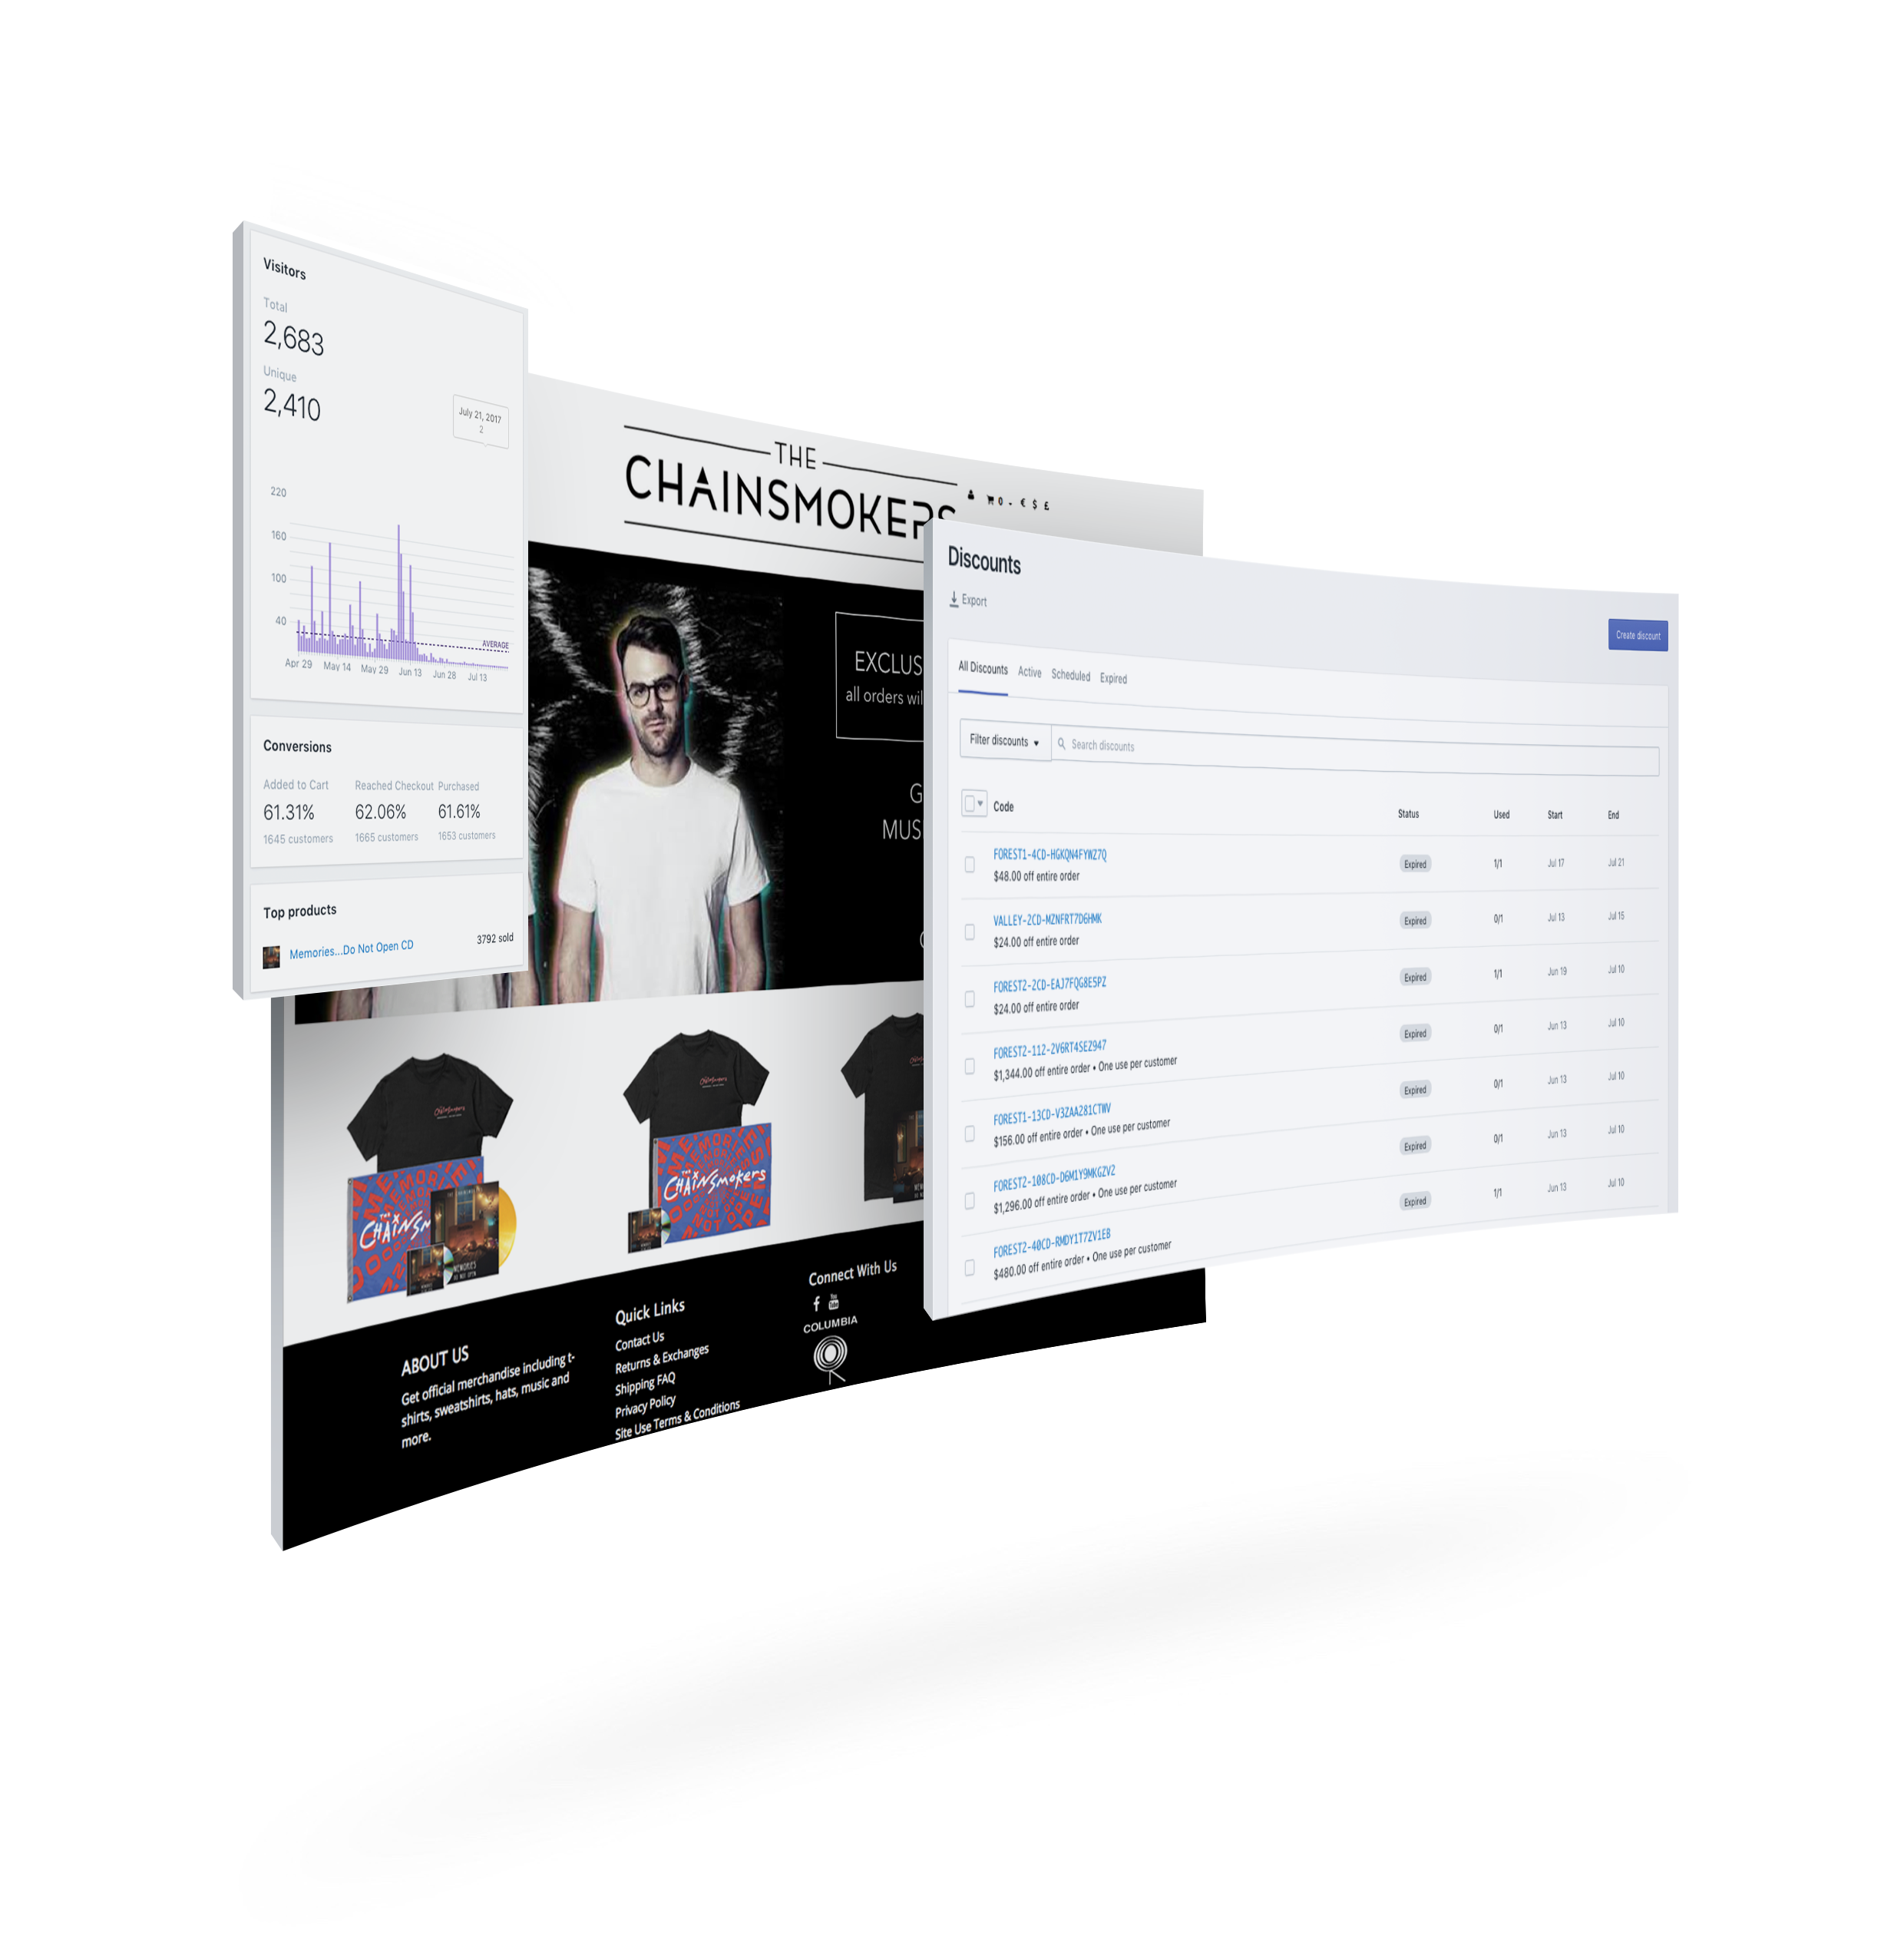 Visitors
Total
2,683
Unique
2,410
July 21, 2017
2
220
160
100
40
AVERAGE
Apr 29 May 14 May 29 Jun 13 Jun 28 Jul 13
Conversions
Added to Cart Reached Checkout Purchased
61.31% 62.06% 61.61%
1645 customers 1665 customers 1653 customers
Top products
Memories...Do Not Open CD 3792 sold
THE
CHAINSMOKERS
0 - € $ £
EXCLUS
all orders wil
G
MUS
THE
CHAINSmokers
ABOUT US
Get official merchandise including t-
shirts, sweatshirts, hats, music and
more.
Quick Links
Contact Us
Returns & Exchanges
Shipping FAQ
Privacy Policy
Site Use Terms & Conditions
Connect With Us
You
Tube
COLUMBIA
Discounts
Export
Create discount
All Discounts Active Scheduled Expired
Filter discounts Search discounts
Code Status Used Start End
FOREST1-4CD-HGKQN4FYWZ7Q Expired 1/1 Jul 17 Jul 21
$48.00 off entire order
VALLEY-2CD-MZNFRT7D6HMK Expired 0/1 Jul 13 Jul 15
$24.00 off entire order
FOREST2-2CD-EAJ7FQG8E5PZ Expired 1/1 Jun 19 Jul 10
$24.00 off entire order
FOREST2-112-2V6RT4SEZ947 Expired 0/1 Jun 13 Jul 10
$1,344.00 off entire order • One use per customer
FOREST1-13CD-V3ZAA281CTWV Expired 0/1 Jun 13 Jul 10
$156.00 off entire order • One use per customer
FOREST2-108CD-D6M1Y9MKGZV2 Expired 0/1 Jun 13 Jul 10
$1,296.00 off entire order • One use per customer
FOREST2-40CD-RMDY1T7ZV1EB Expired 1/1 Jun 13 Jul 10
$480.00 off entire order • One use per customer